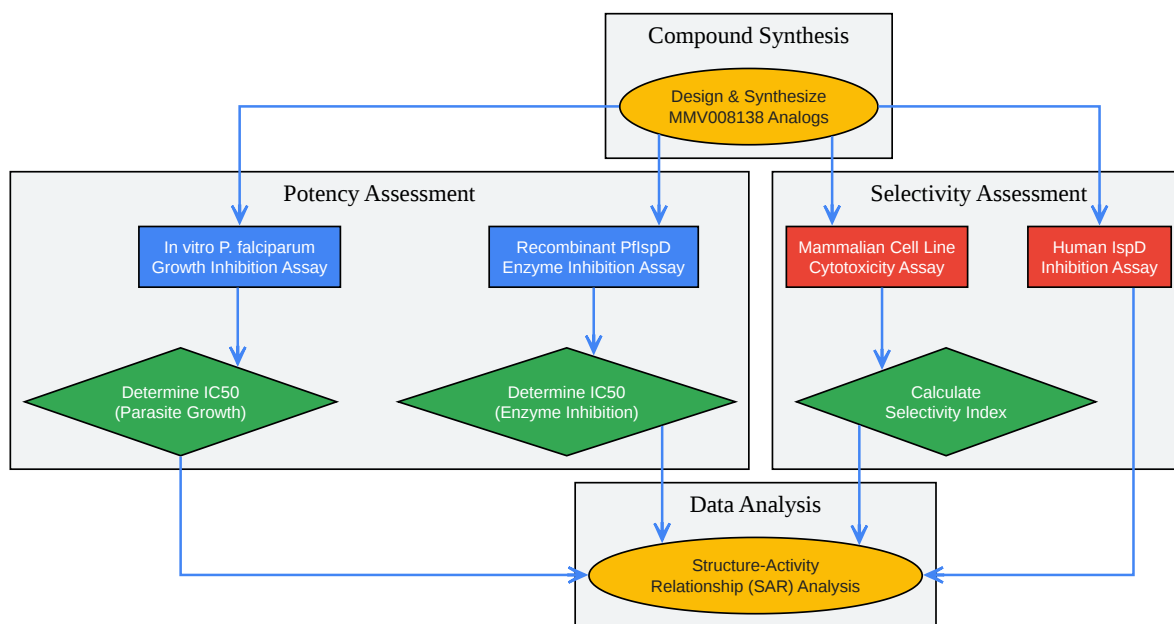 Compound Synthesis
Design & Synthesize
MMV008138 Analogs
Potency Assessment
In vitro P. falciparum
Growth Inhibition Assay
Recombinant PfIspD
Enzyme Inhibition Assay
Determine IC50
(Parasite Growth)
Determine IC50
(Enzyme Inhibition)
Selectivity Assessment
Mammalian Cell Line
Cytotoxicity Assay
Human IspD
Inhibition Assay
Calculate
Selectivity Index
Data Analysis
Structure-Activity
Relationship (SAR) Analysis